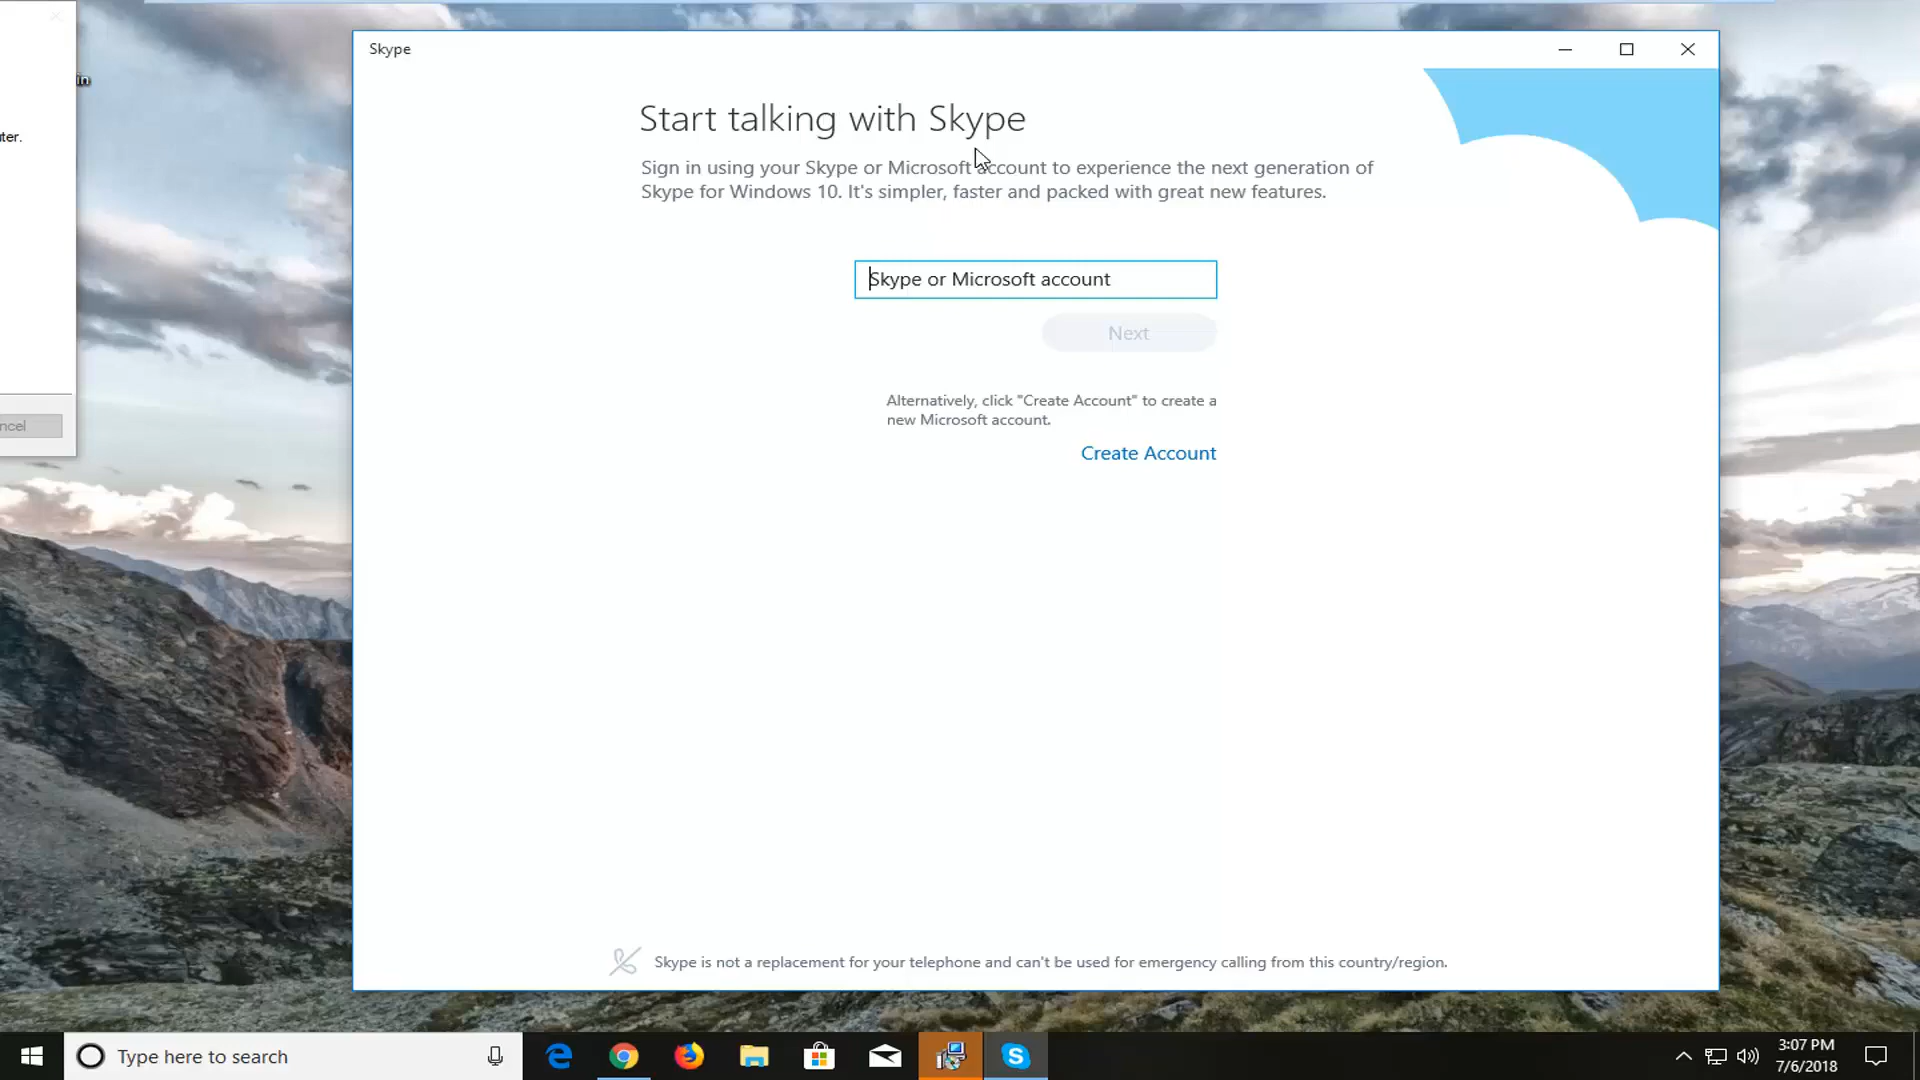 Skype
in
ter.
ncel
Start talking with Skype
Sign in using your Skype or Microsoft account to experience the next generation of
Skype for Windows 10. It's simpler, faster and packed with great new features.
Skype or Microsoft account
Next
Alternatively, click "Create Account" to create a
new Microsoft account.
Create Account
Skype is not a replacement for your telephone and can't be used for emergency calling from this country/region.
Type here to search
3:07 PM
7/6/2018